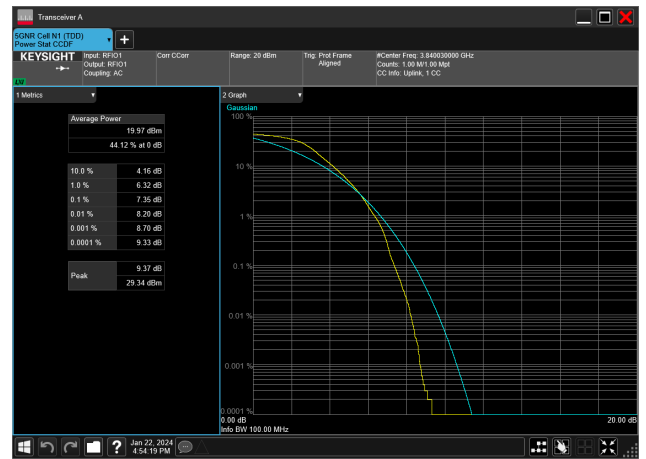 Transceiver A
5GNR Cell N1 (TDD)
Power Stat CCDF
KEYSIGHT
Input: RFIO1
Output: RFIO1
Coupling: AC
Corr CCorr
Range: 20 dBm
Trig: Prot Frame
Aligned
#Center Freq: 3.840030000 GHz
Counts: 1.00 M/1.00 Mpt
CC Info: Uplink, 1 CC
LW
1 Metrics
Average Power
19.97 dBm
44.12 % at 0 dB
10.0 % 4.16 dB
1.0 % 6.32 dB
0.1 % 7.35 dB
0.01 % 8.20 dB
0.001 % 8.70 dB
0.0001 % 9.33 dB
Peak
9.37 dB
29.34 dBm
2 Graph
Gaussian
100 %
10 %
1 %
0.1 %
0.01 %
0.001 %
0.0001 %
0.00 dB
20.00 dB
Info BW 100.00 MHz
?
Jan 22, 2024
4:54:19 PM